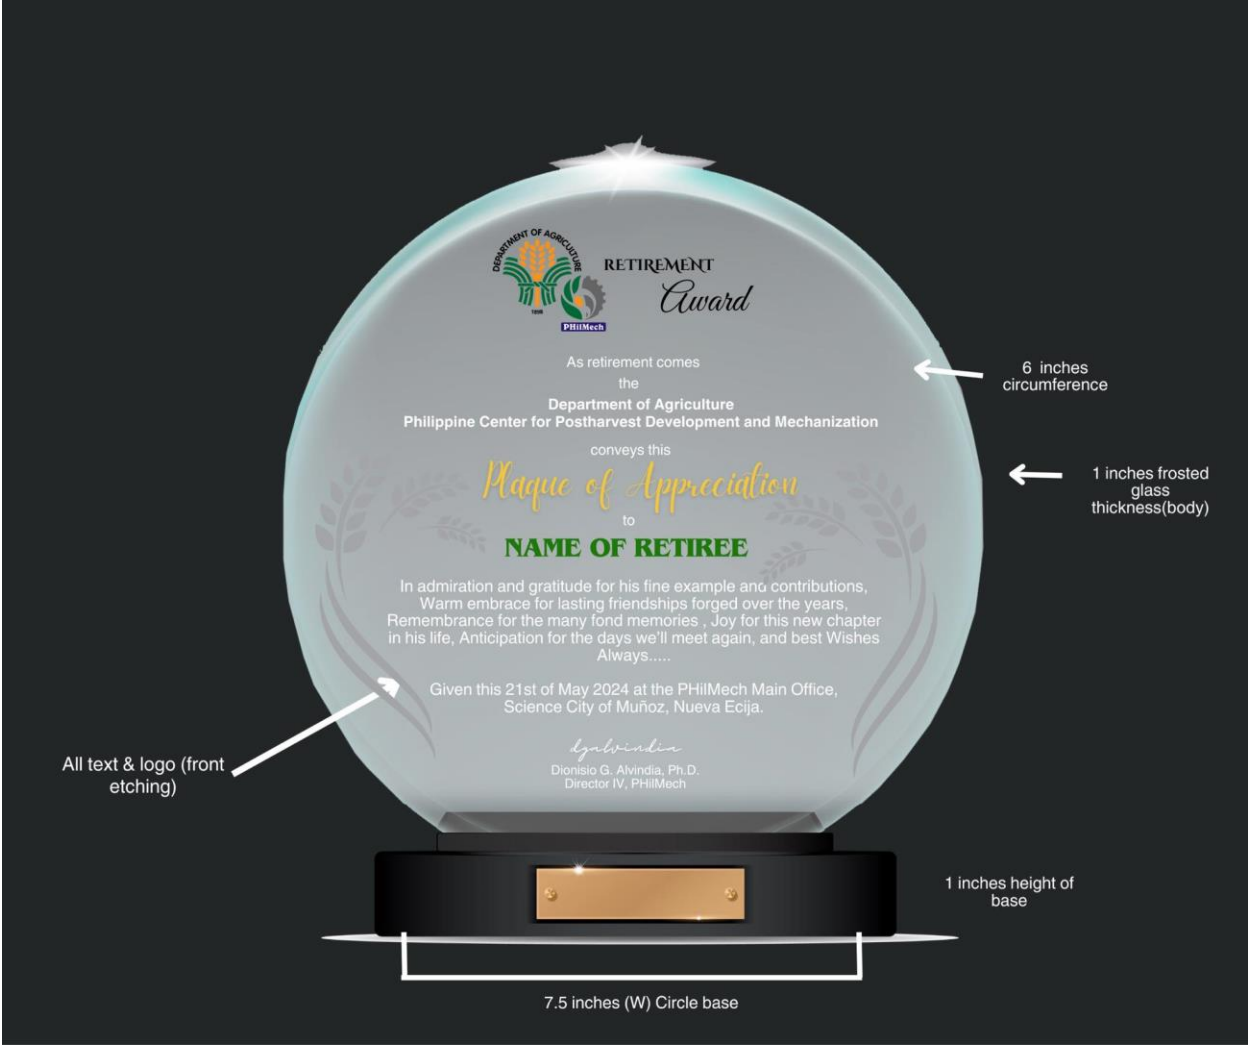 DEPARTMENT OF AGRICULTURE
1898
PHilMech
RETIREMENT
Award
As retirement comes
the
Department of Agriculture
Philippine Center for Postharvest Development and Mechanization
conveys this
Plaque of Appreciation
to
NAME OF RETIREE
In admiration and gratitude for his fine example and contributions,
Warm embrace for lasting friendships forged over the years,
Remembrance for the many fond memories , Joy for this new chapter
in his life, Anticipation for the days we'll meet again, and best Wishes
Always.....
Given this 21st of May 2024 at the PHilMech Main Office,
Science City of Muñoz, Nueva Ecija.
dgalvindia
Dionisio G. Alvindia, Ph.D.
Director IV, PHilMech
6 inches
circumference
1 inches frosted
glass
thickness(body)
All text & logo (front
etching)
1 inches height of
base
7.5 inches (W) Circle base